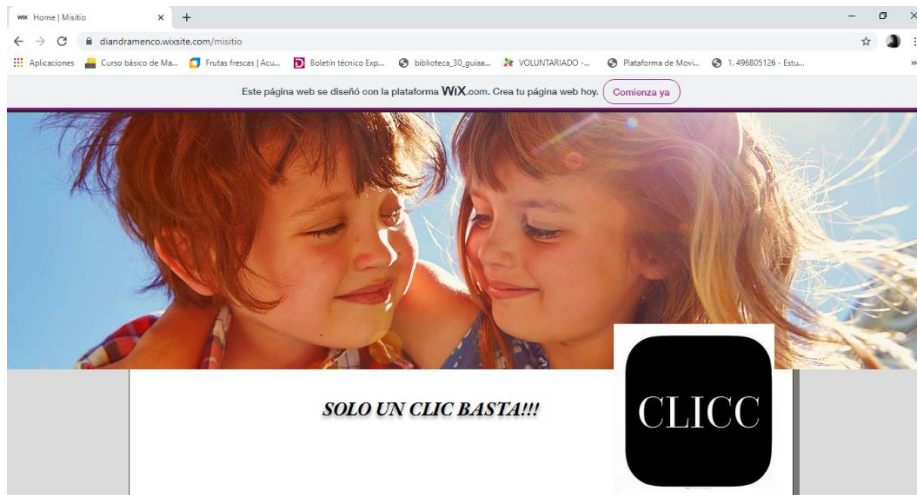 WIX Home | Misitio
diandramenco.wixsite.com/misitio
Aplicaciones Curso básico de Ma... Frutas frescas | Acu... Boletín técnico Exp... biblioteca_30_guiaa... VOLUNTARIADO -... Plataforma de Movi... 1. 496805126 - Estu...
Este página web se diseñó con la plataforma WiX.com. Crea tu página web hoy. Comienza ya
SOLO UN CLIC BASTA!!!
CLICC